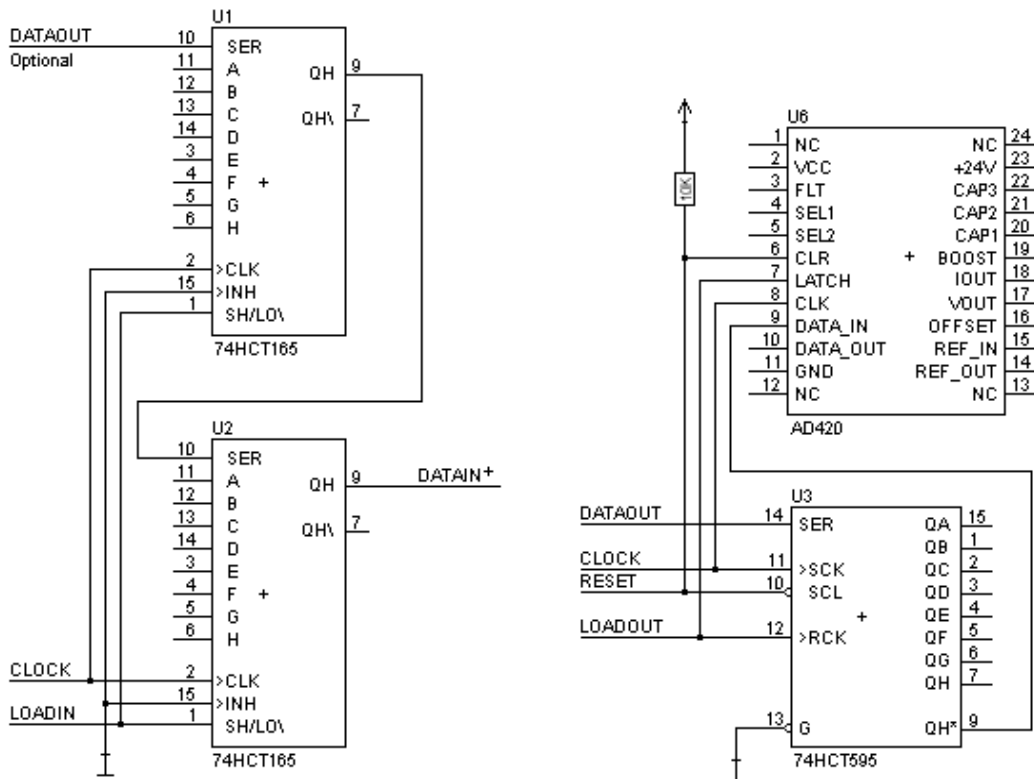 U1
DATAOUT
Optional
10 SER
11 A
12 B
13 C
14 D
3 E
4 F
5 G
6 H
2 >CLK
15 >INH
1 SH/LO\
QH 9
QH\ 7
74HCT165
U2
10 SER
11 A
12 B
13 C
14 D
3 E
4 F
5 G
6 H
2 >CLK
15 >INH
1 SH/LO\
QH 9
QH\ 7
DATAIN+
CLOCK
LOADIN
74HCT165
10K
U6
1 NC
2 VCC
3 FLT
4 SEL1
5 SEL2
6 CLR
7 LATCH
8 CLK
9 DATA_IN
10 DATA_OUT
11 GND
12 NC
NC 24
+24V 23
CAP3 22
CAP2 21
CAP1 20
BOOST 19
IOUT 18
VOUT 17
OFFSET 16
REF_IN 15
REF_OUT 14
NC 13
AD420
U3
DATAOUT
CLOCK
RESET
LOADOUT
14 SER
11 >SCK
10 SCL
12 >RCK
13 G
QA 15
QB 1
QC 2
QD 3
QE 4
QF 5
QG 6
QH 7
QH* 9
74HCT595